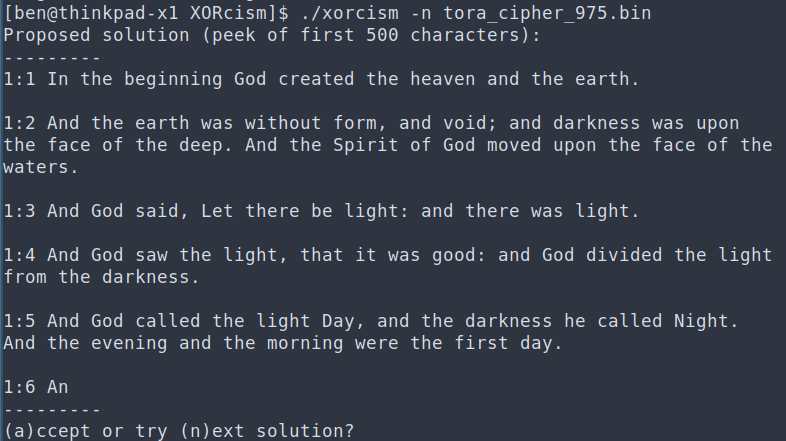 [ben@thinkpad-x1 XORcism]$ ./xorcism -n tora_cipher_975.bin
Proposed solution (peek of first 500 characters):
---------
1:1 In the beginning God created the heaven and the earth.
1:2 And the earth was without form, and void; and darkness was upon
the face of the deep. And the Spirit of God moved upon the face of the
waters.
1:3 And God said, Let there be light: and there was light.
1:4 And God saw the light, that it was good: and God divided the light
from the darkness.
1:5 And God called the light Day, and the darkness he called Night.
And the evening and the morning were the first day.
1:6 An
---------
(a)ccept or try (n)ext solution?